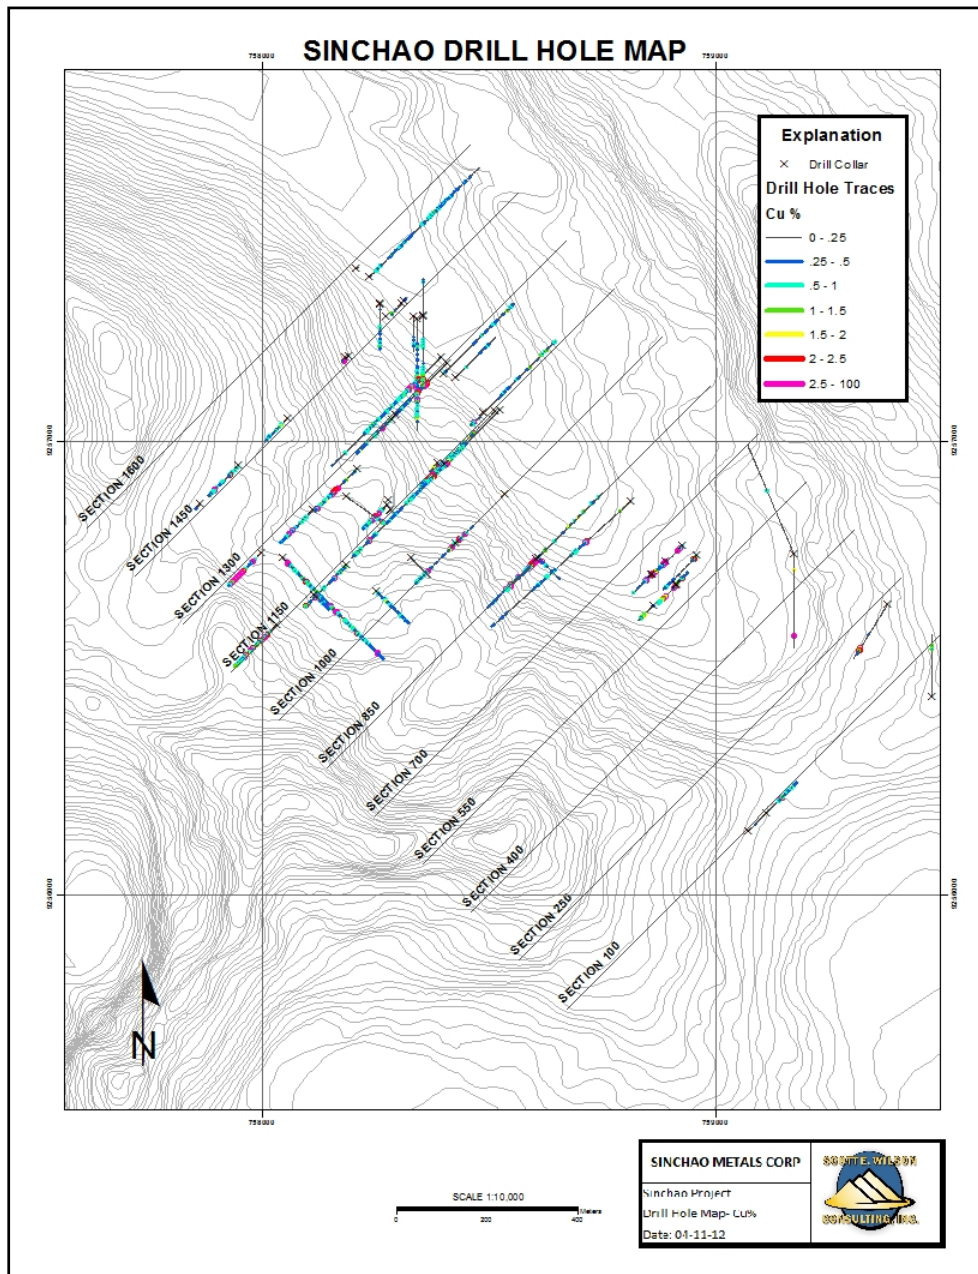 SINCHAO DRILL HOLE MAP
758000
759000
Explanation
Drill Collar
Drill Hole Traces
Cu %
0 - .25
.25 - .5
.5 - 1
1 - 1.5
1.5 - 2
2 - 2.5
2.5 - 100
9257000
9257000
SECTION 1600
SECTION 1450
SECTION 1300
SECTION 1150
SECTION 1000
SECTION 850
SECTION 700
SECTION 550
SECTION 400
SECTION 250
SECTION 100
9256000
9256000
N
758000
759000
SCALE 1:10,000
0
200
400
Meters
SINCHAO METALS CORP
Sinchao Project
Drill Hole Map- Cu%
Date: 04-11-12
SCOTT E. WILSON
CONSULTING, INC.